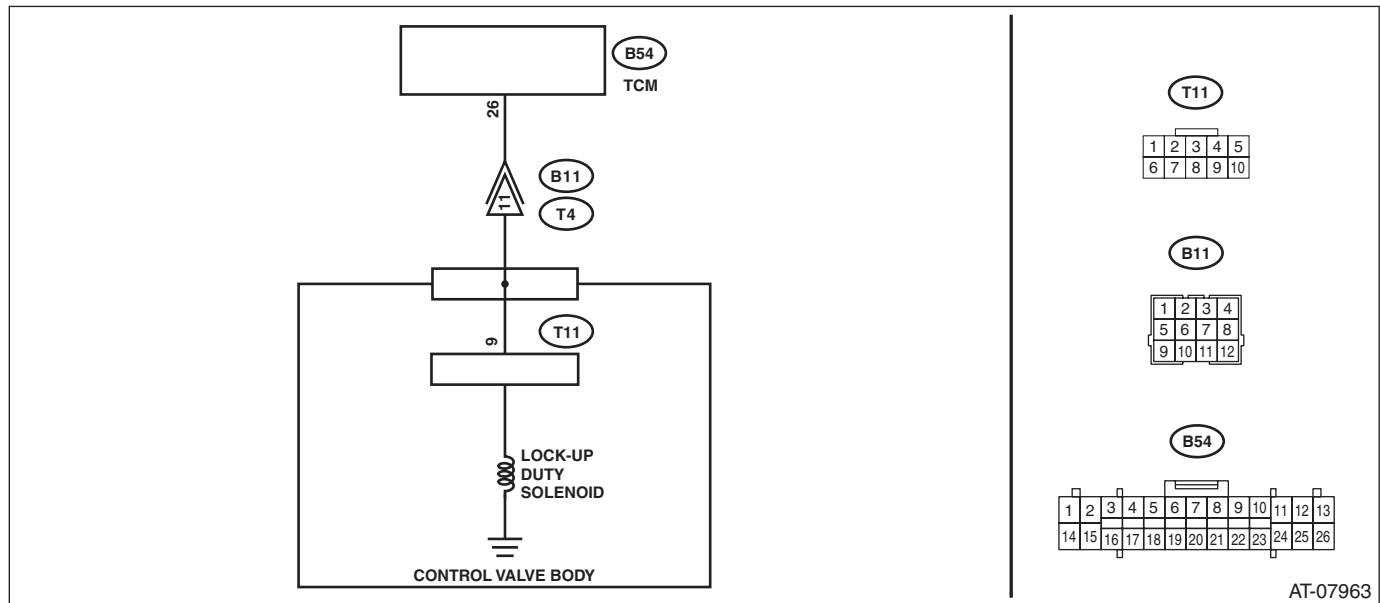 B54
TCM
26
B11
11
T4
T11
9
LOCK-UP
DUTY
SOLENOID
CONTROL VALVE BODY
T11
1 2 3 4 5
6 7 8 9 10
B11
1 2 3 4
5 6 7 8
9 10 11 12
B54
1 2 3 4 5 6 7 8 9 10 11 12 13
14 15 16 17 18 19 20 21 22 23 24 25 26
AT-07963